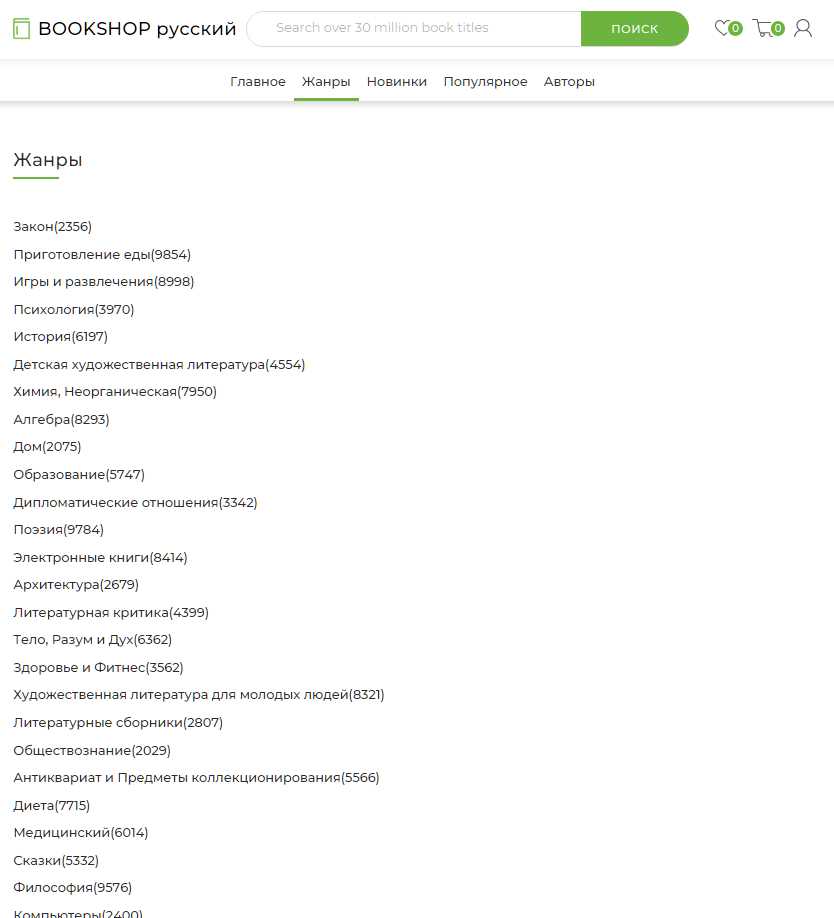 BOOKSHOP русский
Search over 30 million book titles
ПОИСК
0
0
Главное Жанры Новинки Популярное Авторы
Жанры
Закон(2356)
Приготовление еды(9854)
Игры и развлечения(8998)
Психология(3970)
История(6197)
Детская художественная литература(4554)
Химия, Неорганическая(7950)
Алгебра(8293)
Дом(2075)
Образование(5747)
Дипломатические отношения(3342)
Поэзия(9784)
Электронные книги(8414)
Архитектура(2679)
Литературная критика(4399)
Тело, Разум и Дух(6362)
Здоровье и Фитнес(3562)
Художественная литература для молодых людей(8321)
Литературные сборники(2807)
Обществознание(2029)
Антиквариат и Предметы коллекционирования(5566)
Диета(7715)
Медицинский(6014)
Сказки(5332)
Философия(9576)
Компьютеры(2400)